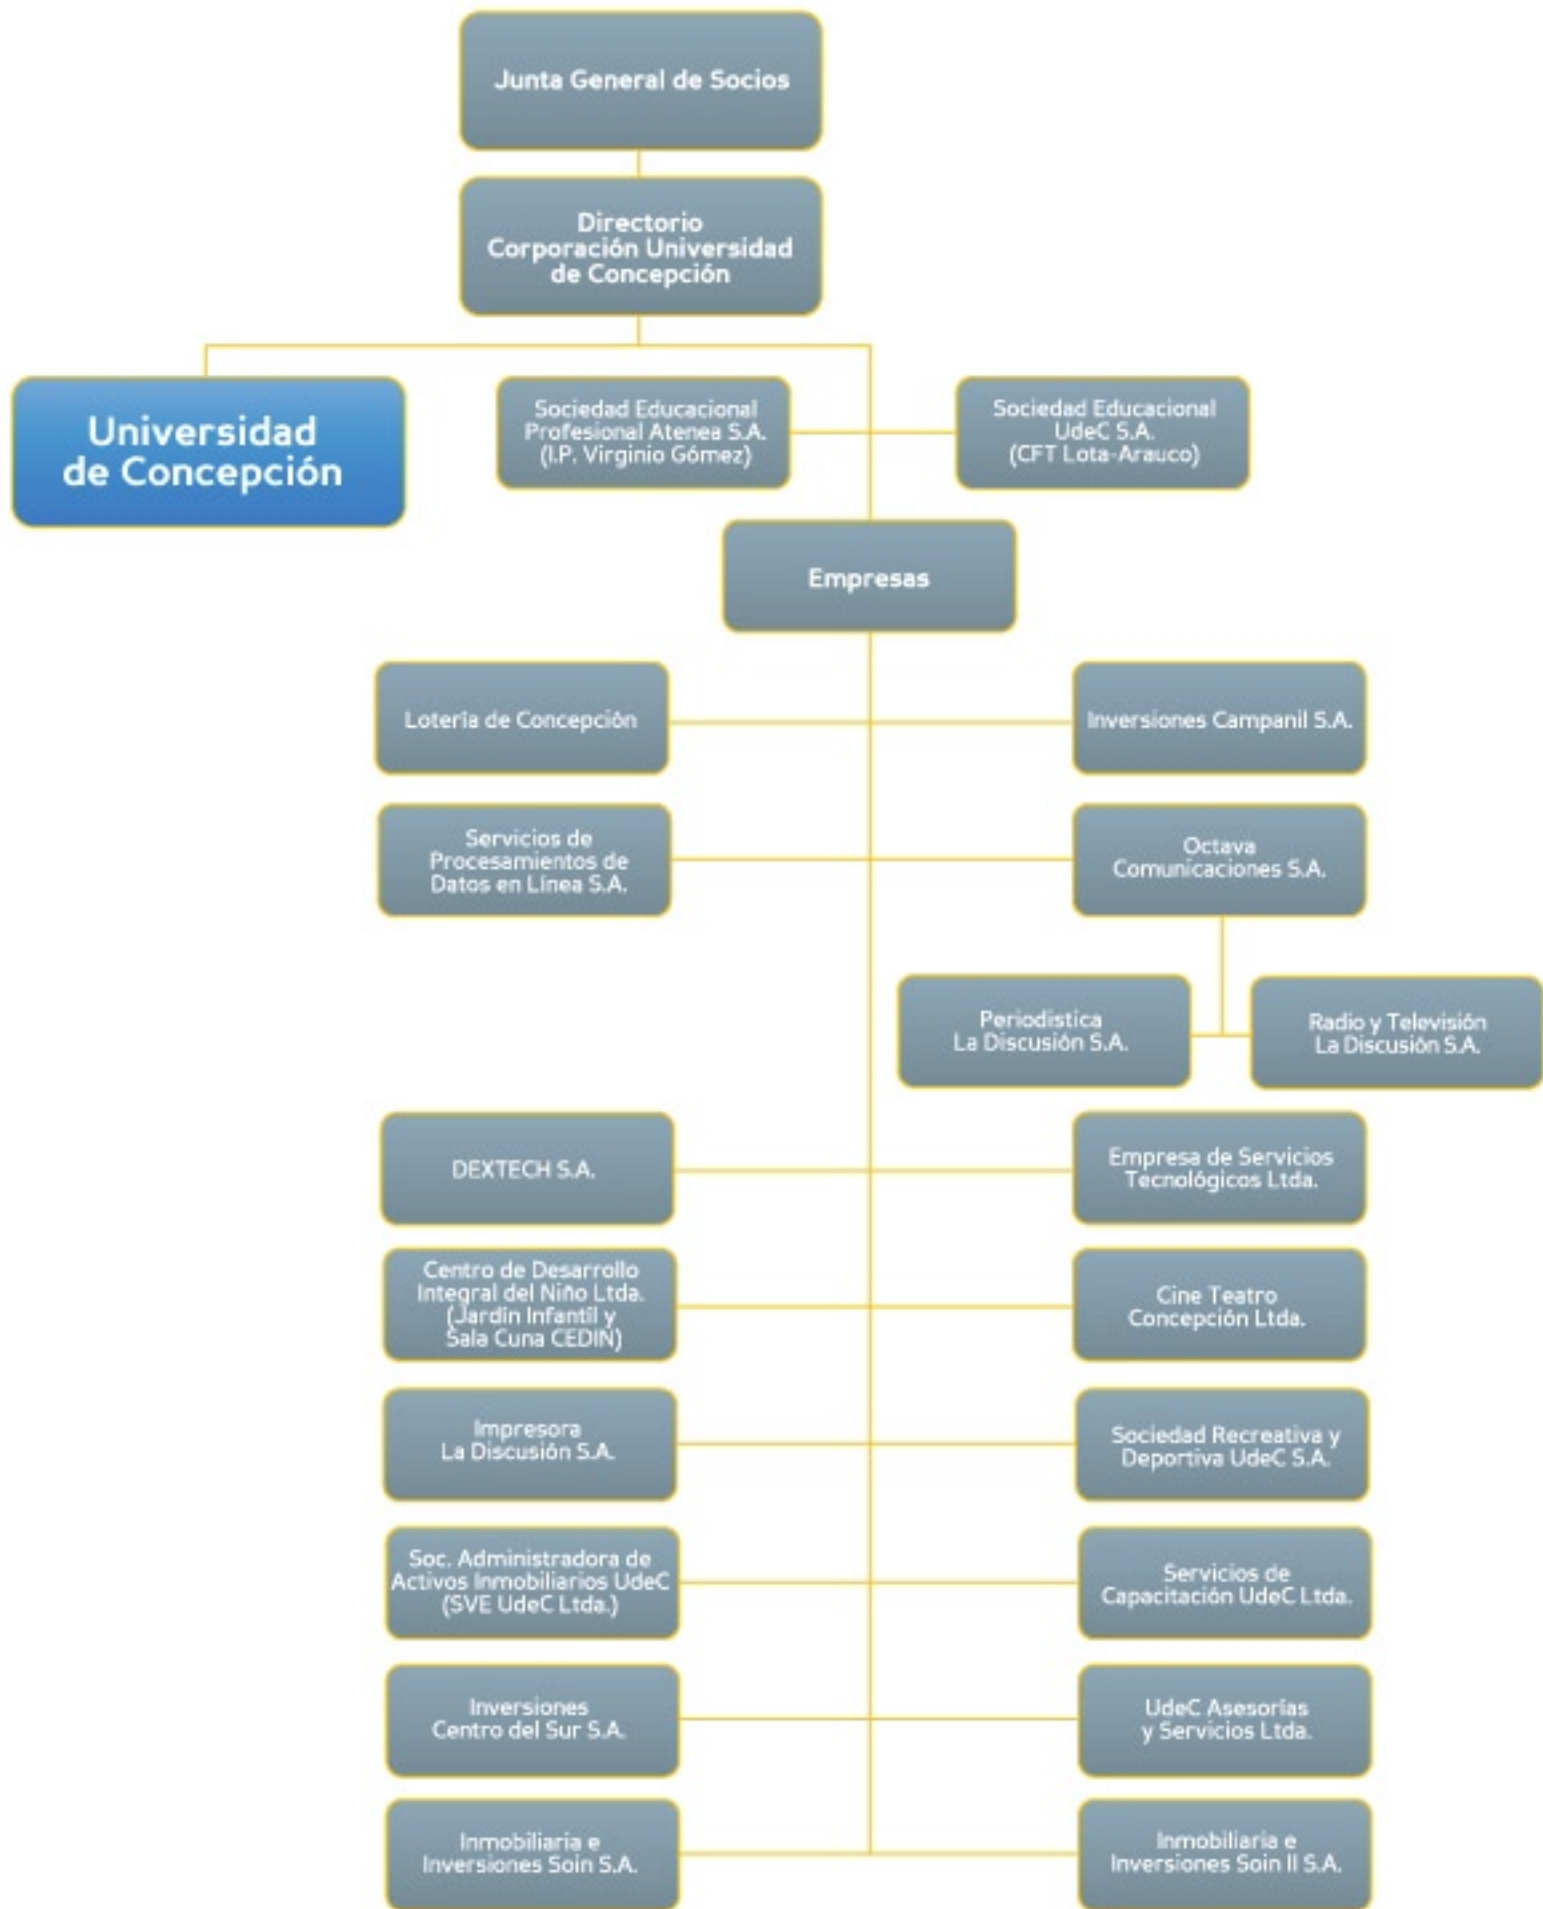 Junta General de Socios
Directorio
Corporación Universidad
de Concepción
Universidad
de Concepción
Sociedad Educacional
Profesional Atenea S.A.
(I.P. Virginio Gómez)
Sociedad Educacional
UdeC S.A.
(CFT Lota-Arauco)
Empresas
Lotería de Concepción
Inversiones Campanil S.A.
Servicios de
Procesamientos de
Datos en Línea S.A.
Octava
Comunicaciones S.A.
Periodistica
La Discusión S.A.
Radio y Televisión
La Discusión S.A.
DEXTECH S.A.
Empresa de Servicios
Tecnológicos Ltda.
Centro de Desarrollo
Integral del Niño Ltda.
(Jardín Infantil y
Sala Cuna CEDIN)
Cine Teatro
Concepción Ltda.
Impresora
La Discusión S.A.
Sociedad Recreativa y
Deportiva UdeC S.A.
Soc. Administradora de
Activos Inmobiliarios UdeC
(SVE UdeC Ltda.)
Servicios de
Capacitación UdeC Ltda.
Inversiones
Centro del Sur S.A.
UdeC Asesorías
y Servicios Ltda.
Inmobiliaria e
Inversiones Soin S.A.
Inmobiliaria e
Inversiones Soin II S.A.